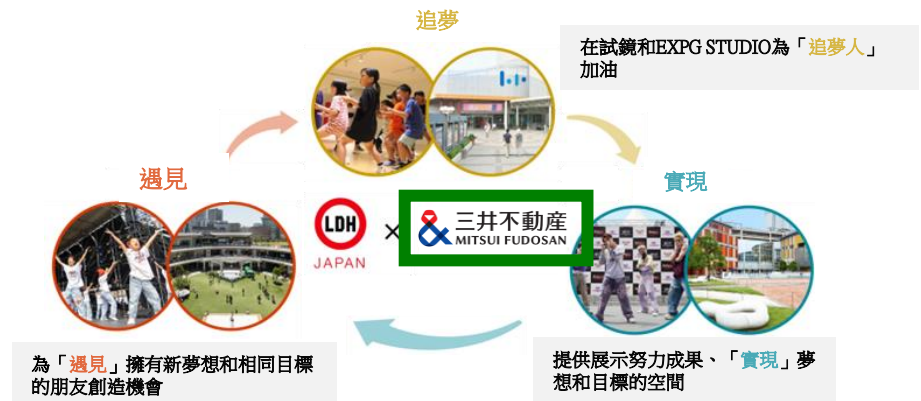 追夢
在試鏡和EXPG STUDIO為「追夢人」
加油
遇見
實現
LDH
JAPAN
×
三井不動産
MITSUI FUDOSAN
為「遇見」擁有新夢想和相同目標
的朋友創造機會
提供展示努力成果、「實現」夢
想和目標的空間